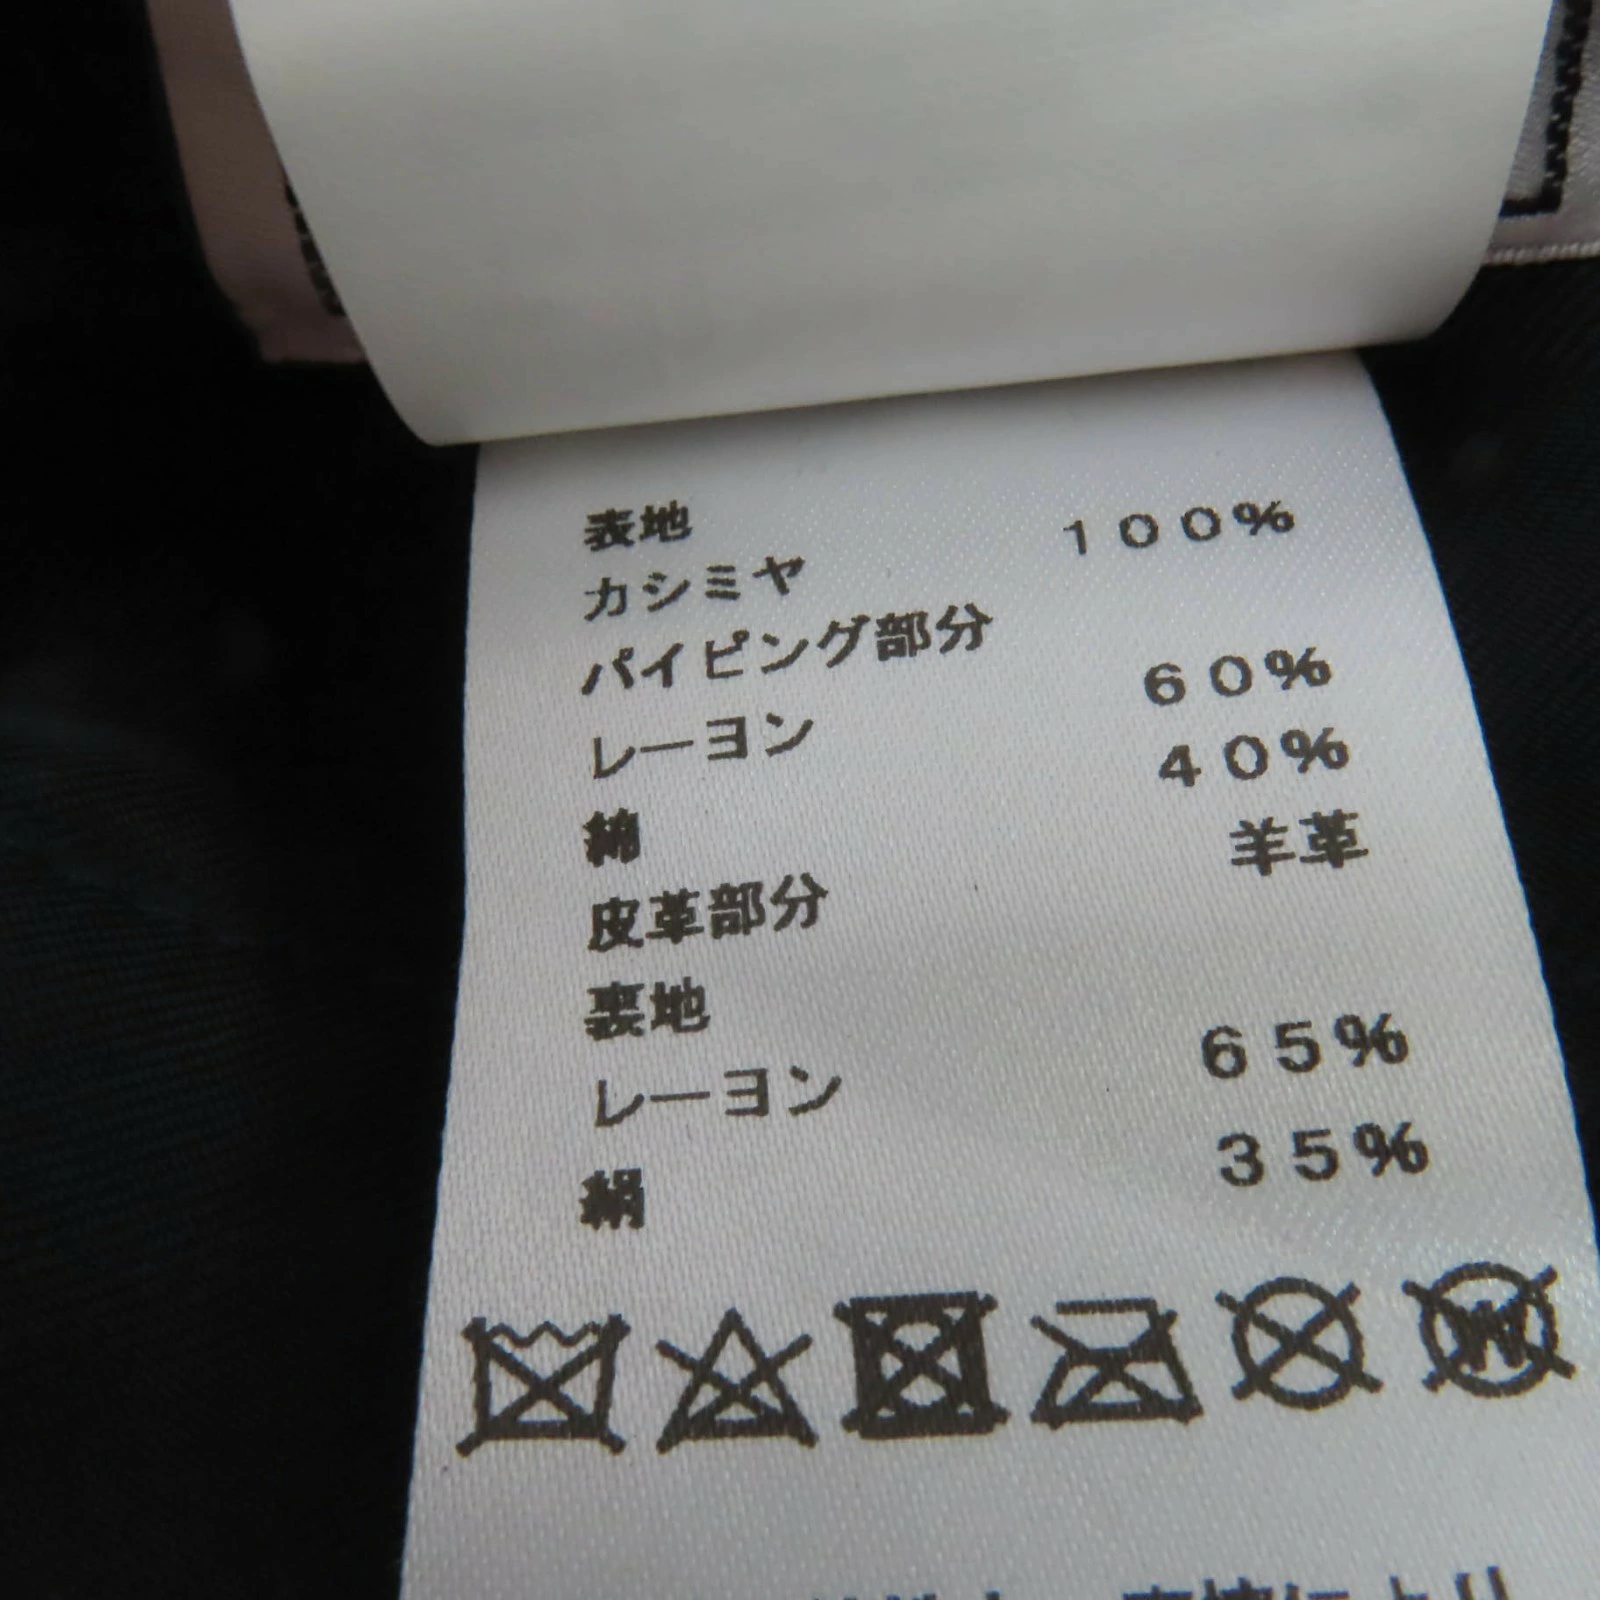 表地
カシミヤ 100%
パイピング部分
レーヨン 60%
綿 40%
皮革部分 羊革
裏地
レーヨン 65%
絹 35%
W